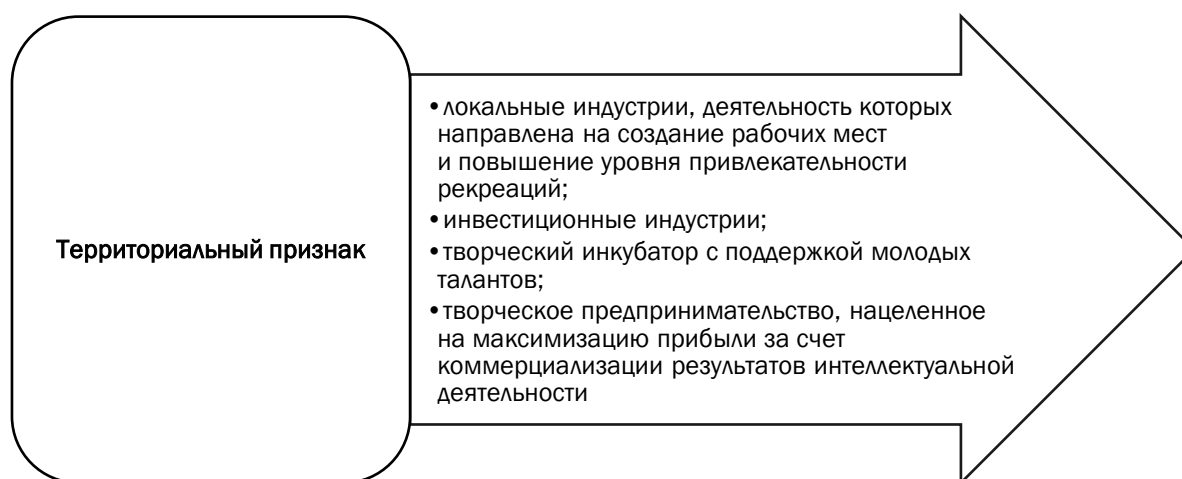 Территориальный признак
•локальные индустрии, деятельность которых
направлена на создание рабочих мест
и повышение уровня привлекательности
рекреаций;
•инвестиционные индустрии;
•творческий инкубатор с поддержкой молодых
талантов;
•творческое предпринимательство, нацеленное
на максимизацию прибыли за счет
коммерциализации результатов интеллектуальной
деятельности